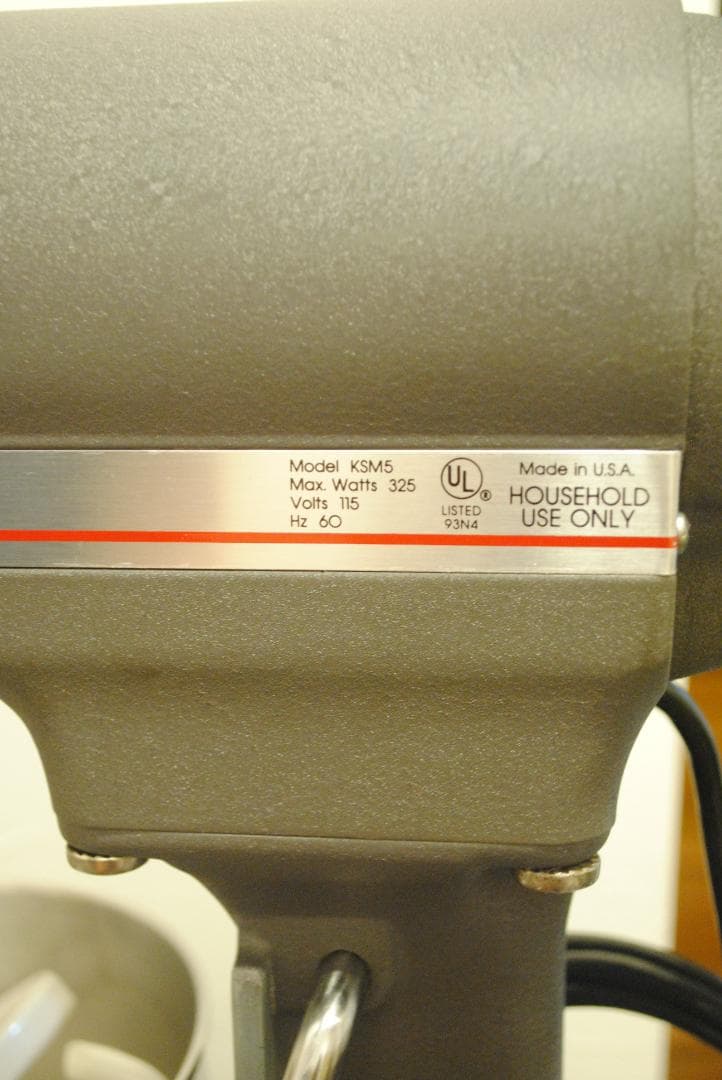 Model KSM5
Max. Watts 325
Volts 115
Hz 60
UL®
LISTED
93N4
Made in U.S.A.
HOUSEHOLD
USE ONLY